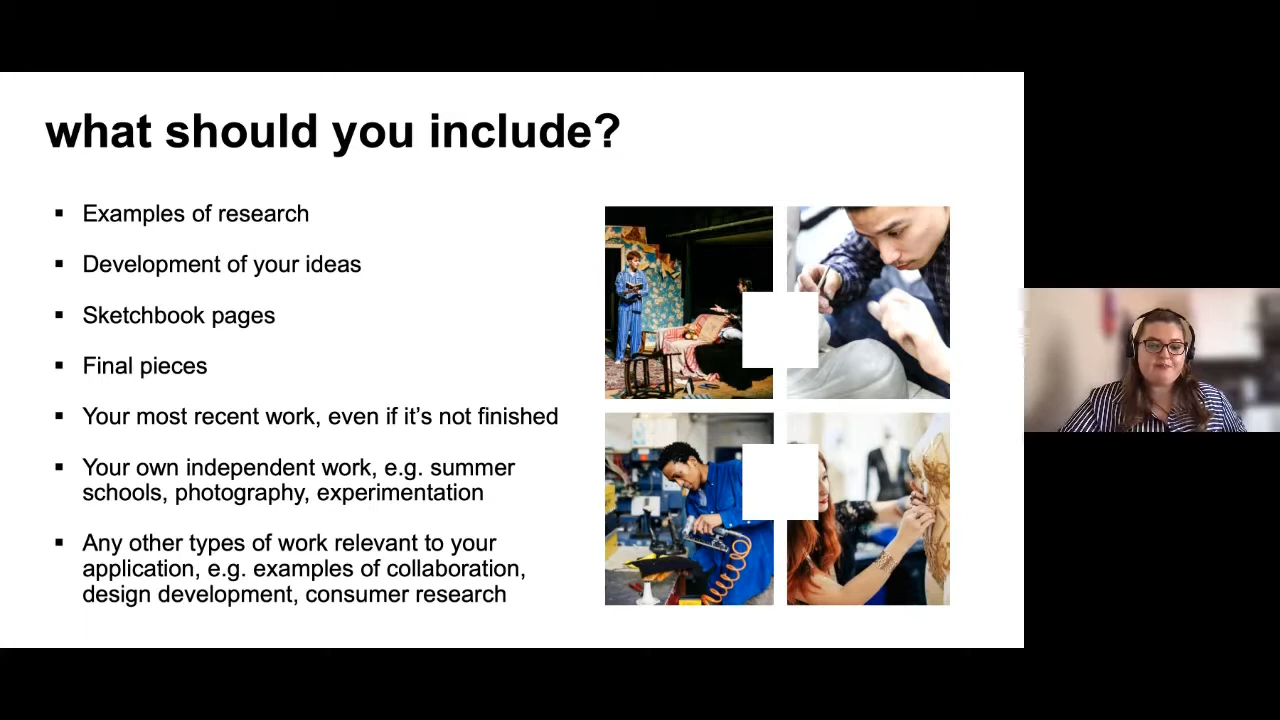 what should you include?
▪ Examples of research
▪ Development of your ideas
▪ Sketchbook pages
▪ Final pieces
▪ Your most recent work, even if it’s not finished
▪ Your own independent work, e.g. summer
schools, photography, experimentation
▪ Any other types of work relevant to your
application, e.g. examples of collaboration,
design development, consumer research